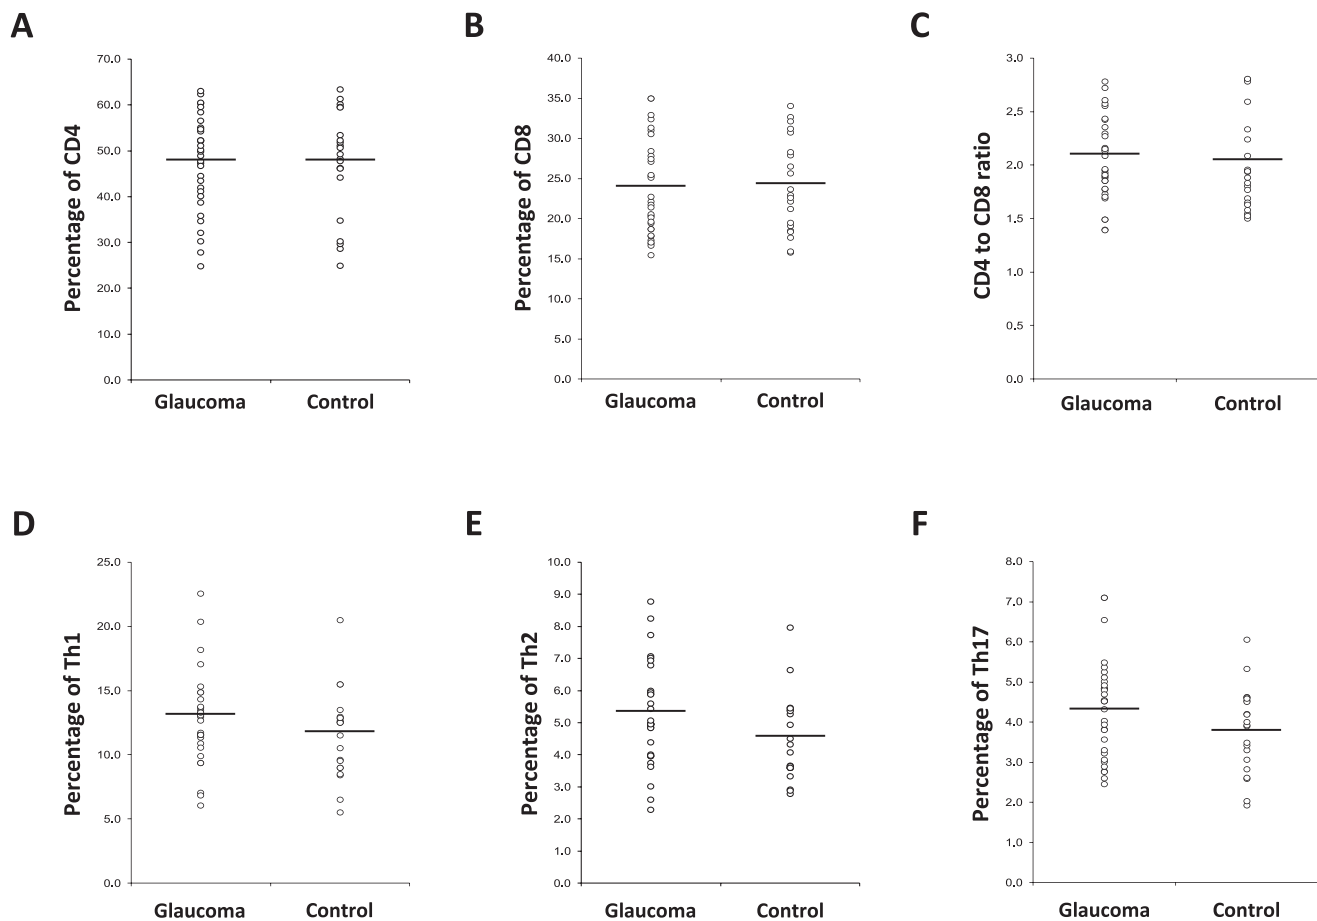 A
Percentage of CD4
70.0
60.0
50.0
40.0
30.0
20.0
10.0
0.0
Glaucoma Control
B
Percentage of CD8
40.0
35.0
30.0
25.0
20.0
15.0
10.0
5.0
0.0
Glaucoma Control
C
CD4 to CD8 ratio
3.0
2.5
2.0
1.5
1.0
0.5
0.0
Glaucoma Control
D
Percentage of Th1
25.0
20.0
15.0
10.0
5.0
0.0
Glaucoma Control
E
Percentage of Th2
10.0
9.0
8.0
7.0
6.0
5.0
4.0
3.0
2.0
1.0
0.0
Glaucoma Control
F
Percentage of Th17
8.0
7.0
6.0
5.0
4.0
3.0
2.0
1.0
0.0
Glaucoma Control